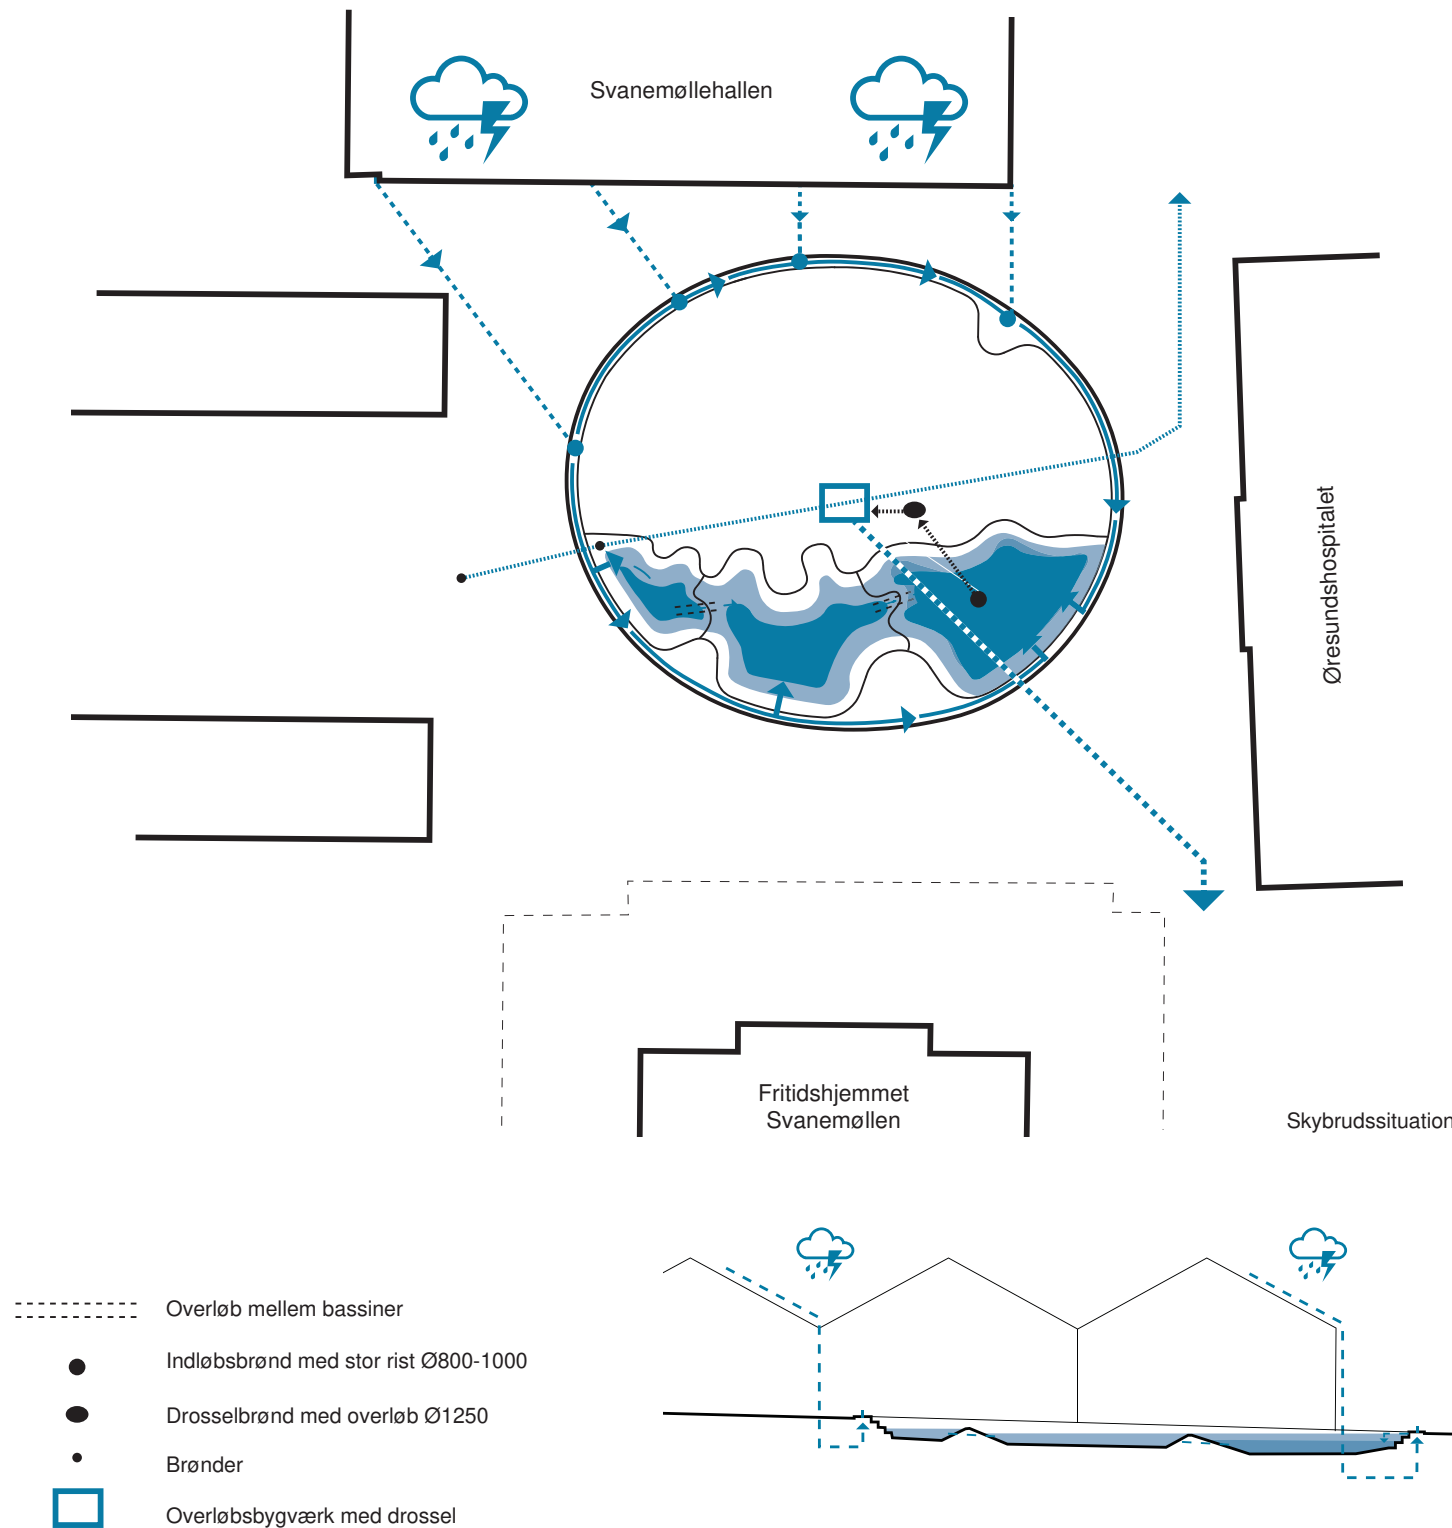 Svanemøllehallen
Øresundshospitalet
Fritidshjemmet
Svanemøllen
Skybrudssituation
Overløb mellem bassiner
Indløbsbrønd med stor rist Ø800-1000
Drosselbrønd med overløb Ø1250
Brønder
Overløbsbygværk med drossel